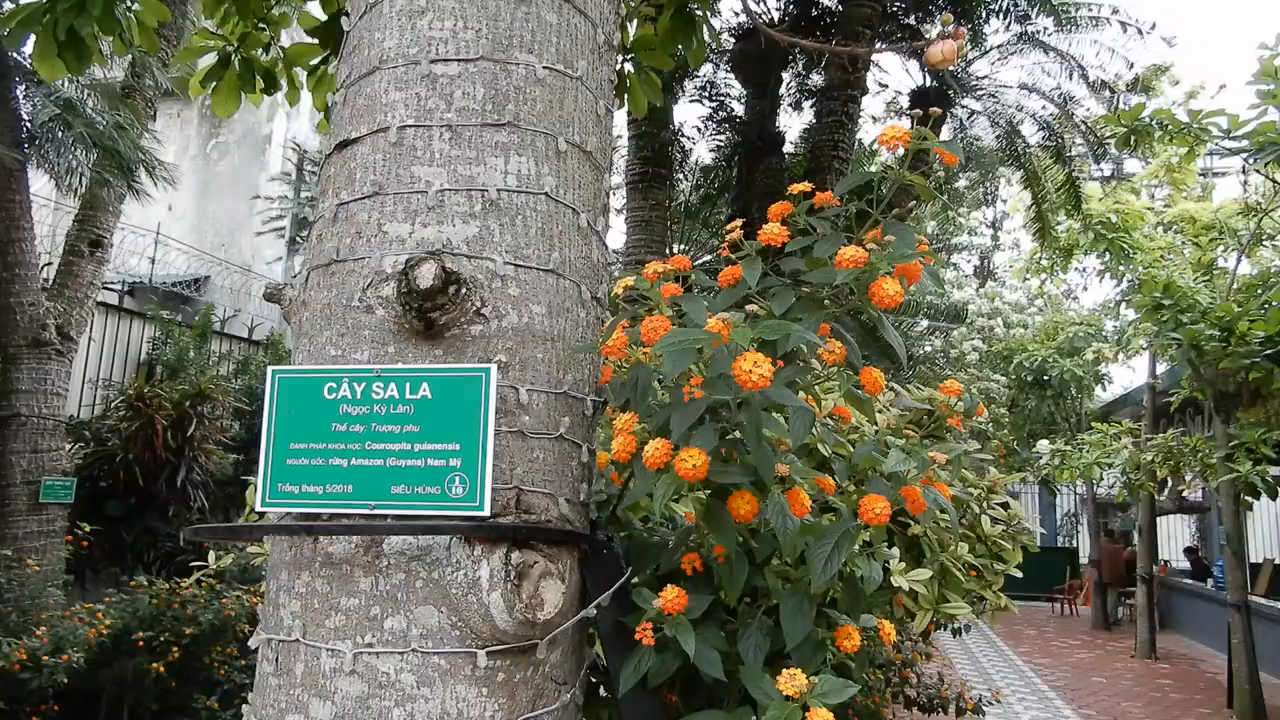 CÂY SA LA
(Ngọc Kỳ Lân)
Thế cây: Trượng phu
DANH PHÁP KHOA HỌC: Couroupita guianensis
NGUỒN GỐC: rừng Amazon (Guyana) Nam Mỹ
Trồng tháng 5/2018 SIÊU HÙNG 1/10